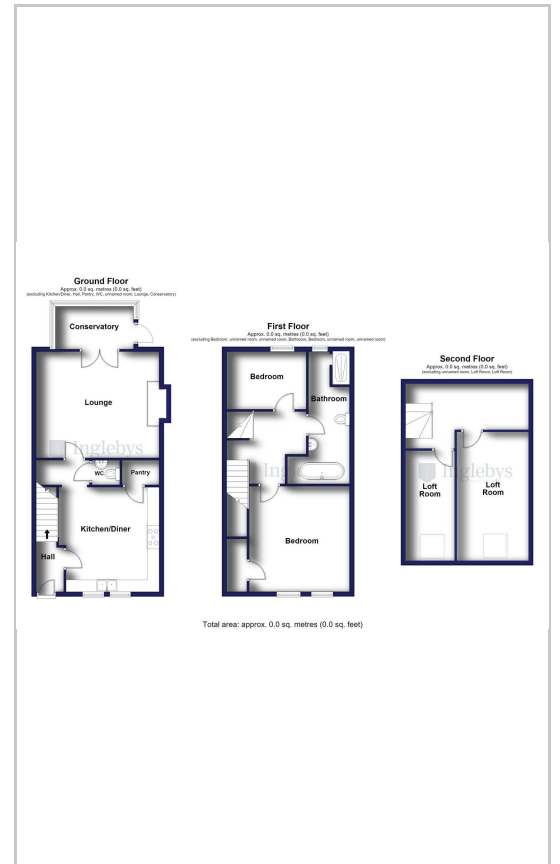 Ground Floor
Approx. 0.0 sq. metres (0.0 sq. feet)
(excluding Kitchen/Diner, Hall, Pantry, WC, unnamed room, Lounge, Conservatory)
Conservatory
Lounge
Inglebys
WC
Pantry
Kitchen/Diner
Hall
First Floor
Approx. 0.0 sq. metres (0.0 sq. feet)
(excluding Bedroom, unnamed room, unnamed room, Bathroom, Bedroom, unnamed room, unnamed room)
Bedroom
Bathroom
Inglebys
Bedroom
Second Floor
Approx. 0.0 sq. metres (0.0 sq. feet)
(excluding unnamed room, Loft Room, Loft Room)
Inglebys
Loft
Room
Loft
Room
Total area: approx. 0.0 sq. metres (0.0 sq. feet)